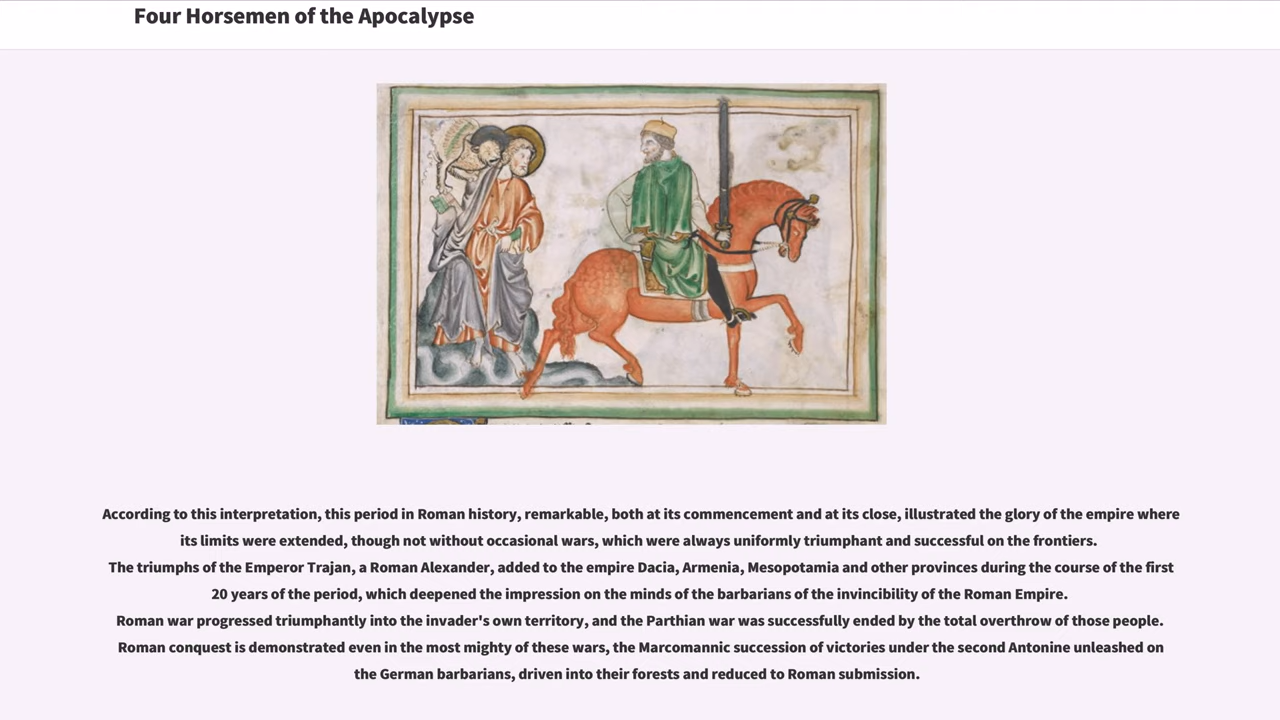 Four Horsemen of the Apocalypse
According to this interpretation, this period in Roman history, remarkable, both at its commencement and at its close, illustrated the glory of the empire where
its limits were extended, though not without occasional wars, which were always uniformly triumphant and successful on the frontiers.
The triumphs of the Emperor Trajan, a Roman Alexander, added to the empire Dacia, Armenia, Mesopotamia and other provinces during the course of the first
20 years of the period, which deepened the impression on the minds of the barbarians of the invincibility of the Roman Empire.
Roman war progressed triumphantly into the invader's own territory, and the Parthian war was successfully ended by the total overthrow of those people.
Roman conquest is demonstrated even in the most mighty of these wars, the Marcomannic succession of victories under the second Antonine unleashed on
the German barbarians, driven into their forests and reduced to Roman submission.